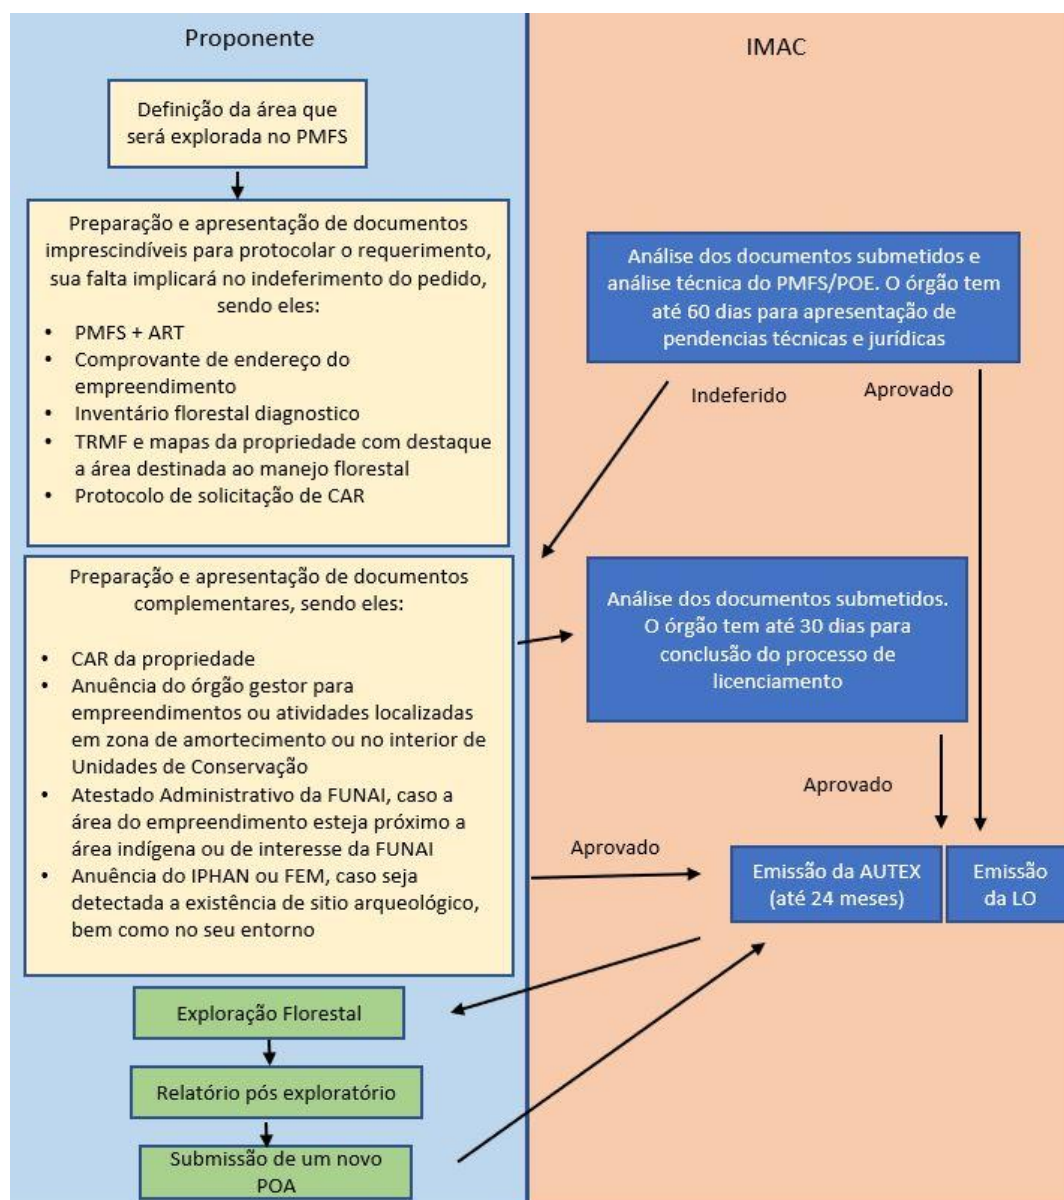 Proponente
Definição da área que
será explorada no PMFS
Preparação e apresentação de documentos
imprescindíveis para protocolar o requerimento,
sua falta implicará no indeferimento do pedido,
sendo eles:
• PMFS + ART
• Comprovante de endereço do
empreendimento
• Inventário florestal diagnostico
• TRMF e mapas da propriedade com destaque
a área destinada ao manejo florestal
• Protocolo de solicitação de CAR
Preparação e apresentação de documentos
complementares, sendo eles:
• CAR da propriedade
• Anuência do órgão gestor para
empreendimentos ou atividades localizadas
em zona de amortecimento ou no interior de
Unidades de Conservação
• Atestado Administrativo da FUNAI, caso a
área do empreendimento esteja próximo a
área indígena ou de interesse da FUNAI
• Anuência do IPHAN ou FEM, caso seja
detectada a existência de sitio arqueológico,
bem como no seu entorno
Exploração Florestal
Relatório pós exploratório
Submissão de um novo
POA
IMAC
Análise dos documentos submetidos e
análise técnica do PMFS/POE. O órgão tem
até 60 dias para apresentação de
pendencias técnicas e jurídicas
Indeferido
Aprovado
Análise dos documentos submetidos.
O órgão tem até 30 dias para
conclusão do processo de
licenciamento
Aprovado
Aprovado
Emissão da AUTEX
(até 24 meses)
Emissão
da LO